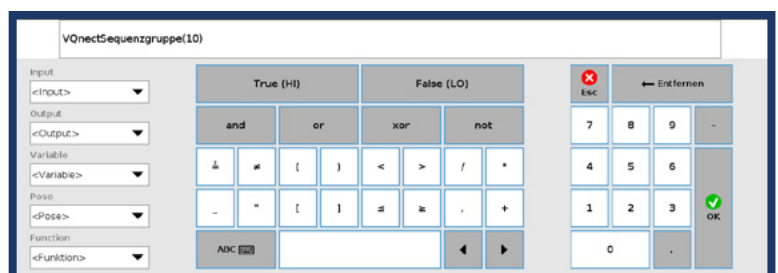 VQnectSequenzgruppe(10)
Input
<Input>
Output
<Output>
Variable
<Variable>
Pose
<Pose>
Function
<Funktion>
True (HI) False (LO)
and or xor not
≟ ≠ ( ) < > / *
_ " [ ] ≤ ≥ , +
ABC
Esc ← Entfernen
7 8 9 -
4 5 6
1 2 3 OK
0 .